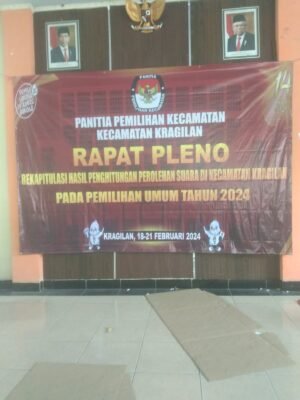 PANITIA
PANITIA PEMILIHAN KECAMATAN
KECAMATAN KRAGILAN
RAPAT PLENO
REKAPITULASI HASIL PENGHITUNGAN PEROLEHAN SUARA DI KECAMATAN KRAGILAN
PADA PEMILIHAN UMUM TAHUN 2024
KRAGILAN, 18-21 FEBRUARI 2024